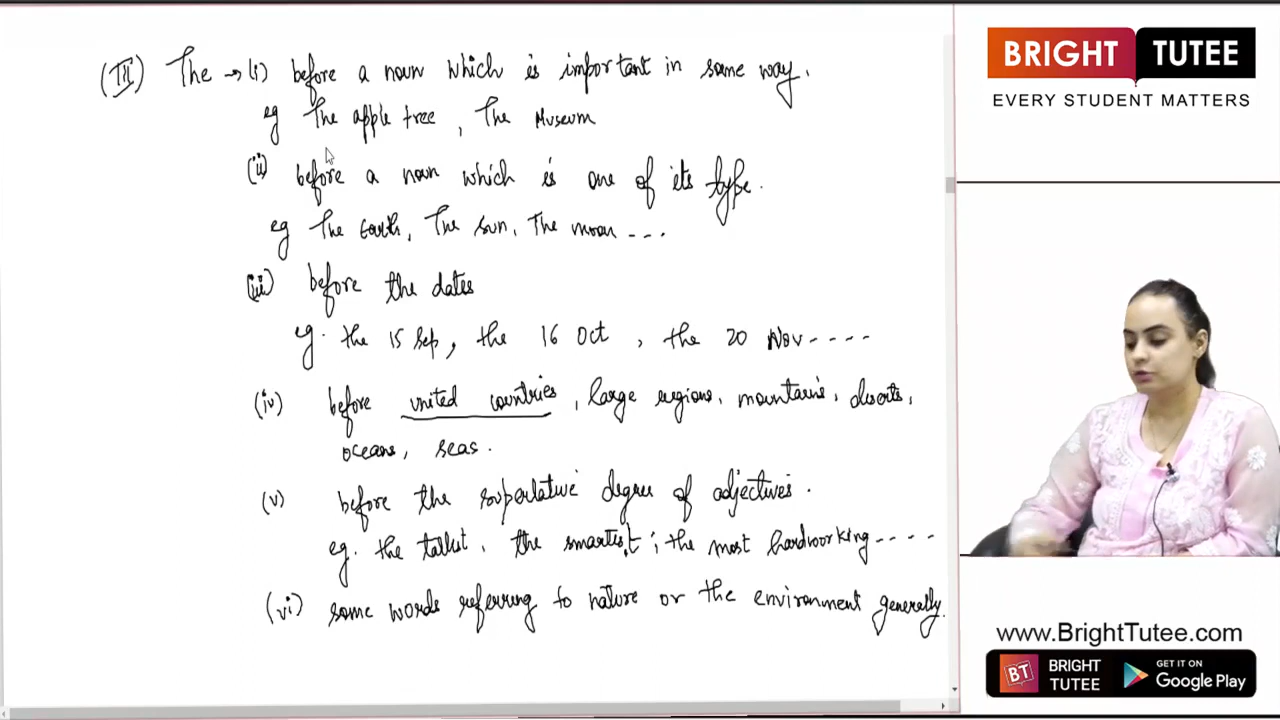 (III) The → (i) before a noun which is important in some way.
eg The apple tree, The Museum
(ii) before a noun which is one of its type.
eg The Earth, The sun, The moon ---
(iii) before the dates
eg. the 15 Sep, the 16 Oct, the 20 Nov----
(iv) before united countries, large regions, mountains, deserts,
oceans, seas.
(v) before the superlative degree of adjectives.
eg. the tallest, the smartest, the most hardworking----
(vi) some words referring to nature or the environment generally.
BRIGHT TUTEE
EVERY STUDENT MATTERS
www.BrightTutee.com
BT BRIGHT TUTEE GET IT ON Google Play